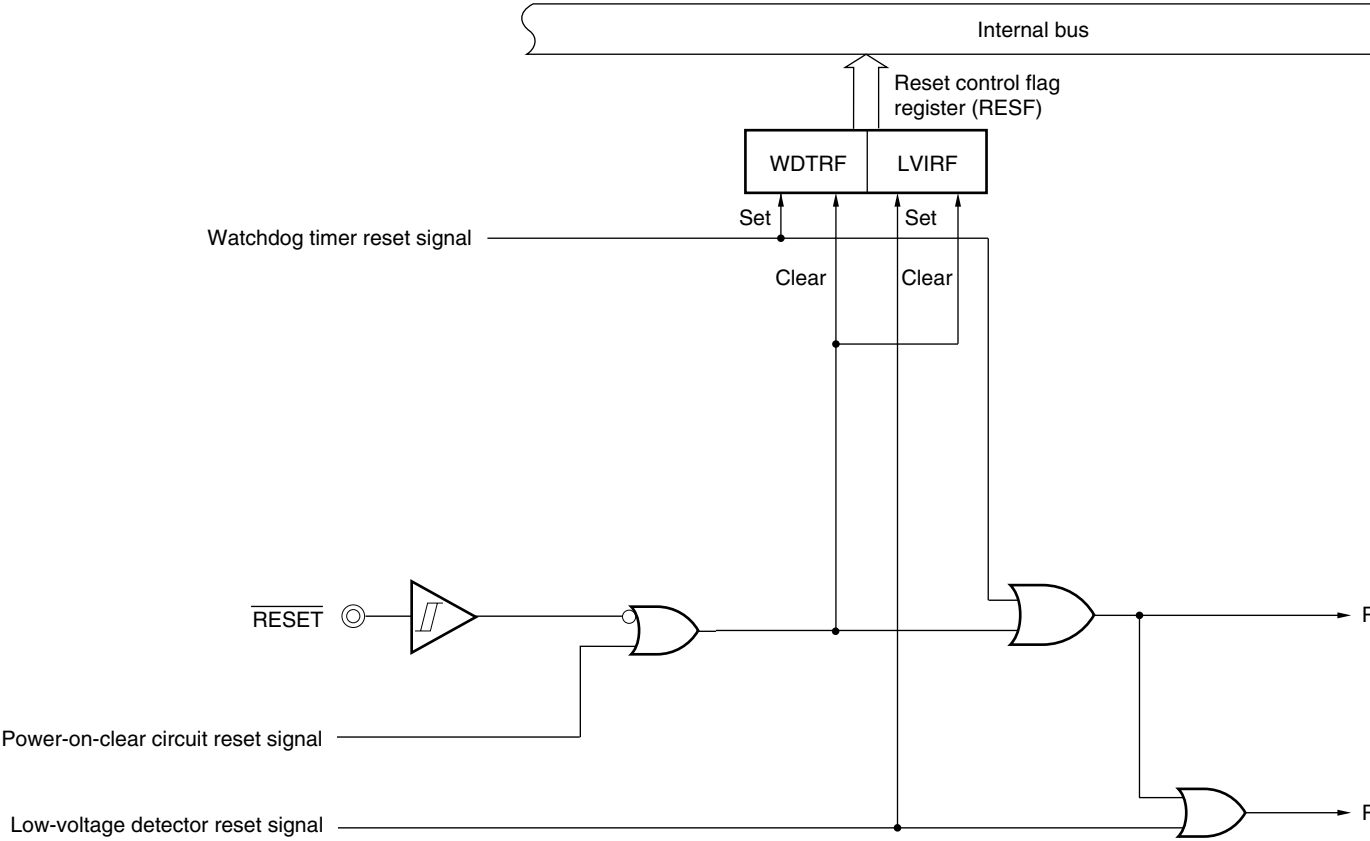 Internal bus
Reset control flag
register (RESF)
WDTRF
LVIRF
Set
Set
Watchdog timer reset signal
Clear
Clear
RESET
Power-on-clear circuit reset signal
Low-voltage detector reset signal